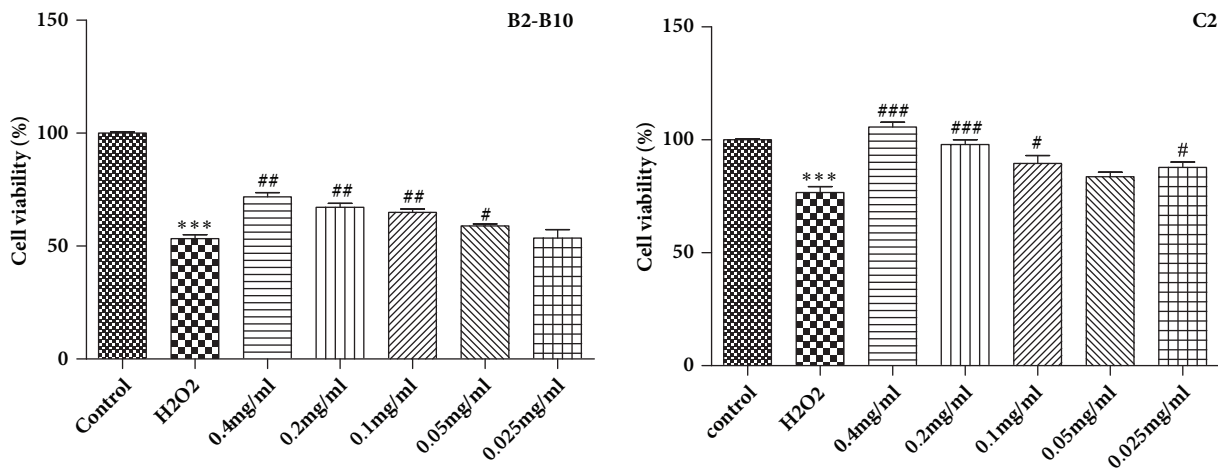 B2-B10
150
100
50
0
Cell viability (%)
***
##
##
##
#
Control
H2O2
0.4mg/ml
0.2mg/ml
0.1mg/ml
0.05mg/ml
0.025mg/ml
C2
150
100
50
0
Cell viability (%)
***
###
###
#
#
control
H2O2
0.4mg/ml
0.2mg/ml
0.1mg/ml
0.05mg/ml
0.025mg/ml